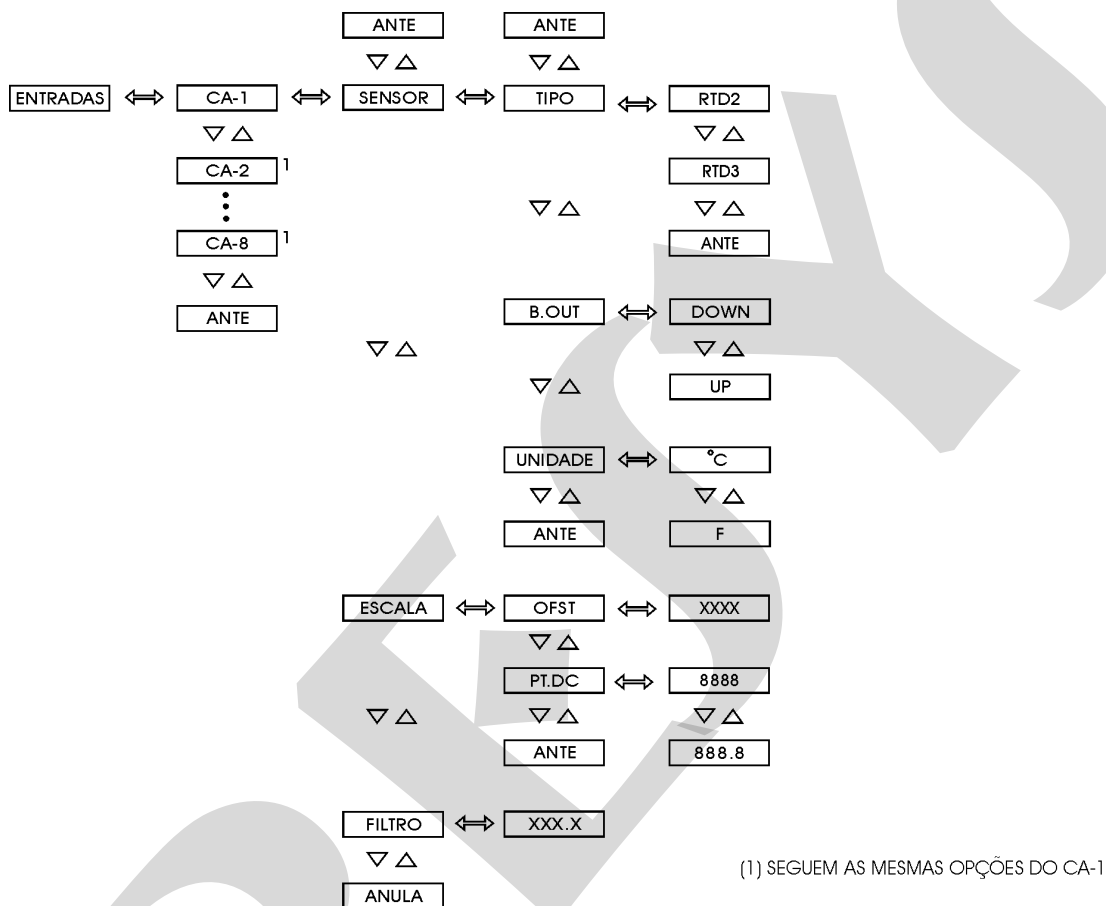 ANTE ANTE
ENTRADAS CA-1 SENSOR TIPO RTD2
CA-2 1 RTD3
CA-8 1 ANTE
ANTE B.OUT DOWN
UP
UNIDADE °C
ANTE F
ESCALA OFST XXXX
PT.DC 8888
ANTE 888.8
FILTRO XXX.X
(1) SEGUEM AS MESMAS OPÇÕES DO CA-1
ANULA